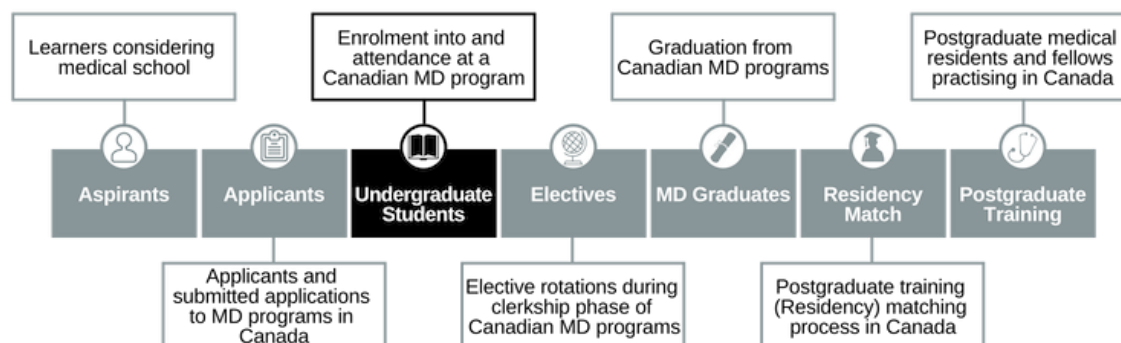 Learners considering
medical school
Enrolment into and
attendance at a
Canadian MD program
Graduation from
Canadian MD programs
Postgraduate medical
residents and fellows
practising in Canada
Aspirants
Applicants
Undergraduate
Students
Electives
MD Graduates
Residency
Match
Postgraduate
Training
Applicants and
submitted applications
to MD programs in
Canada
Elective rotations during
clerkship phase of
Canadian MD programs
Postgraduate training
(Residency) matching
process in Canada